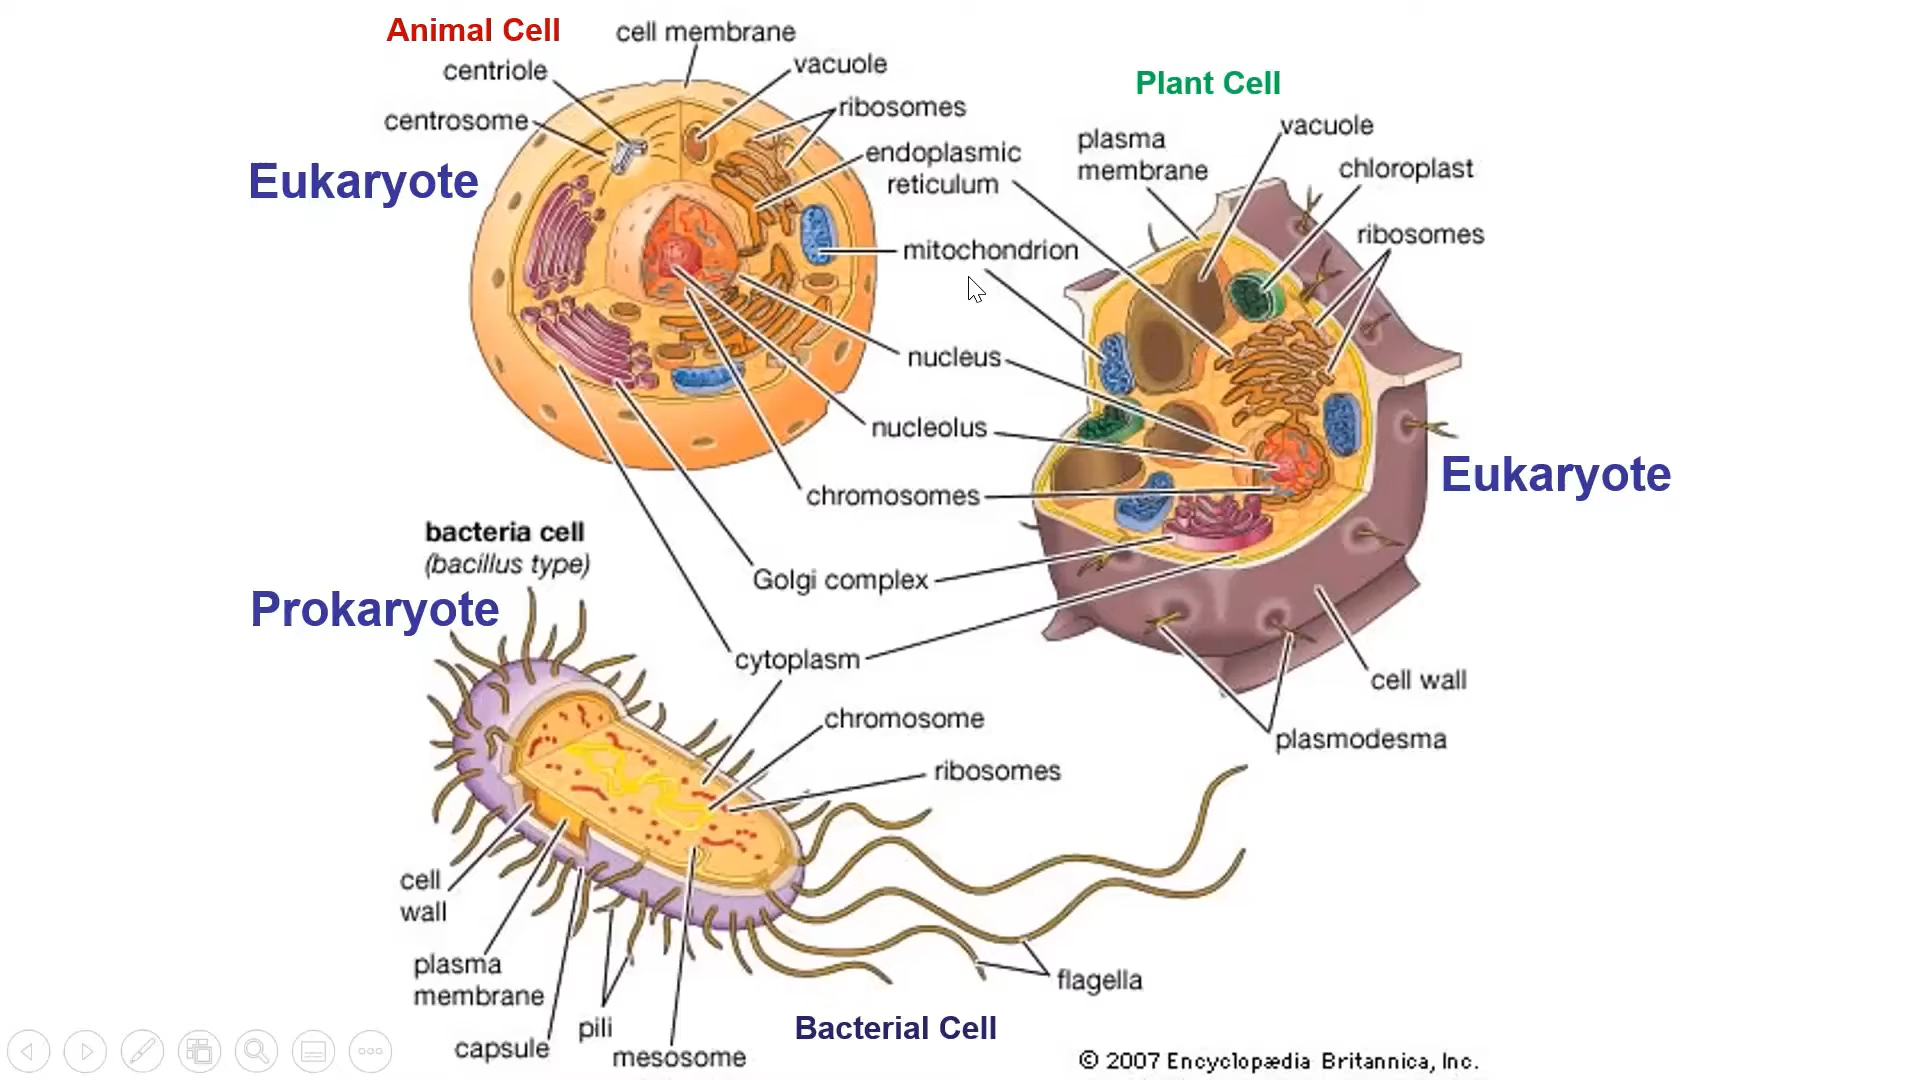 Animal Cell
cell membrane
centriole
vacuole
centrosome
ribosomes
Eukaryote
endoplasmic
reticulum
mitochondrion
nucleus
nucleolus
chromosomes
Golgi complex
cytoplasm
Plant Cell
plasma
membrane
vacuole
chloroplast
ribosomes
Eukaryote
cell wall
plasmodesma
bacteria cell
(bacillus type)
Prokaryote
chromosome
ribosomes
cell
wall
plasma
membrane
capsule
pili
mesosome
flagella
Bacterial Cell
© 2007 Encyclopædia Britannica, Inc.